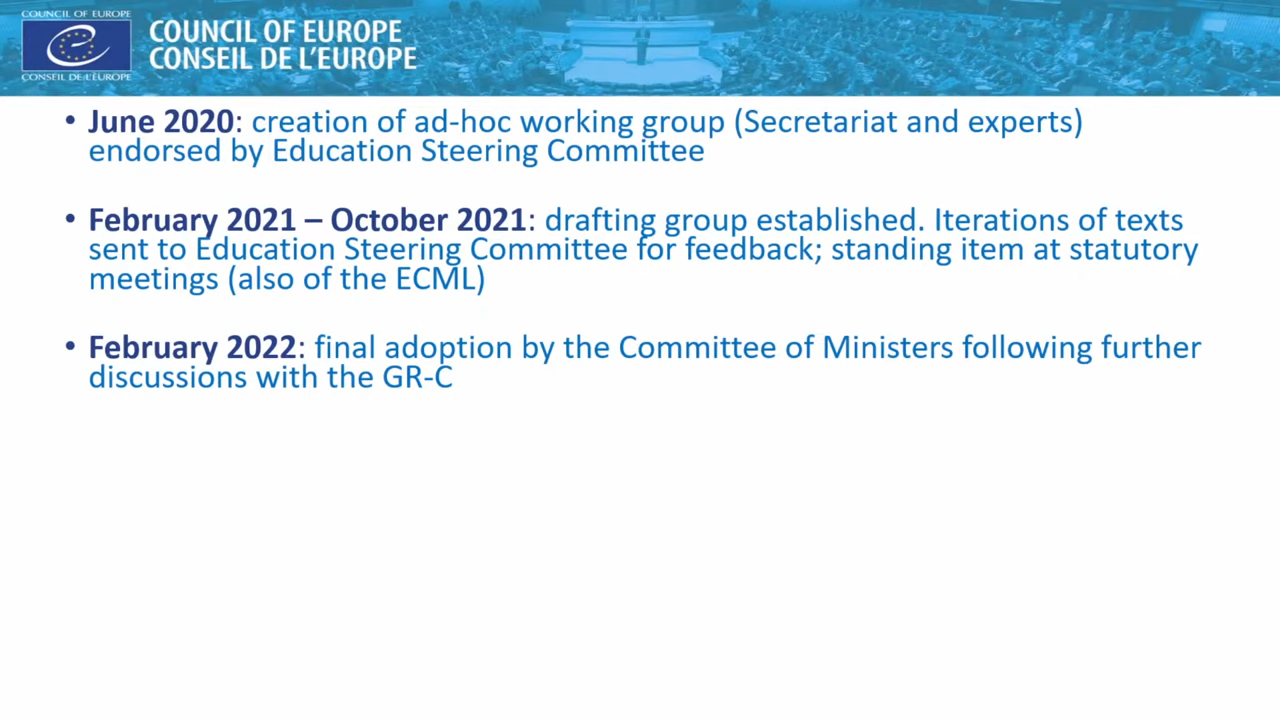 COUNCIL OF EUROPE
CONSEIL DE L'EUROPE
COUNCIL OF EUROPE
CONSEIL DE L'EUROPE
• June 2020: creation of ad-hoc working group (Secretariat and experts)
endorsed by Education Steering Committee
• February 2021 – October 2021: drafting group established. Iterations of texts
sent to Education Steering Committee for feedback; standing item at statutory
meetings (also of the ECML)
• February 2022: final adoption by the Committee of Ministers following further
discussions with the GR-C